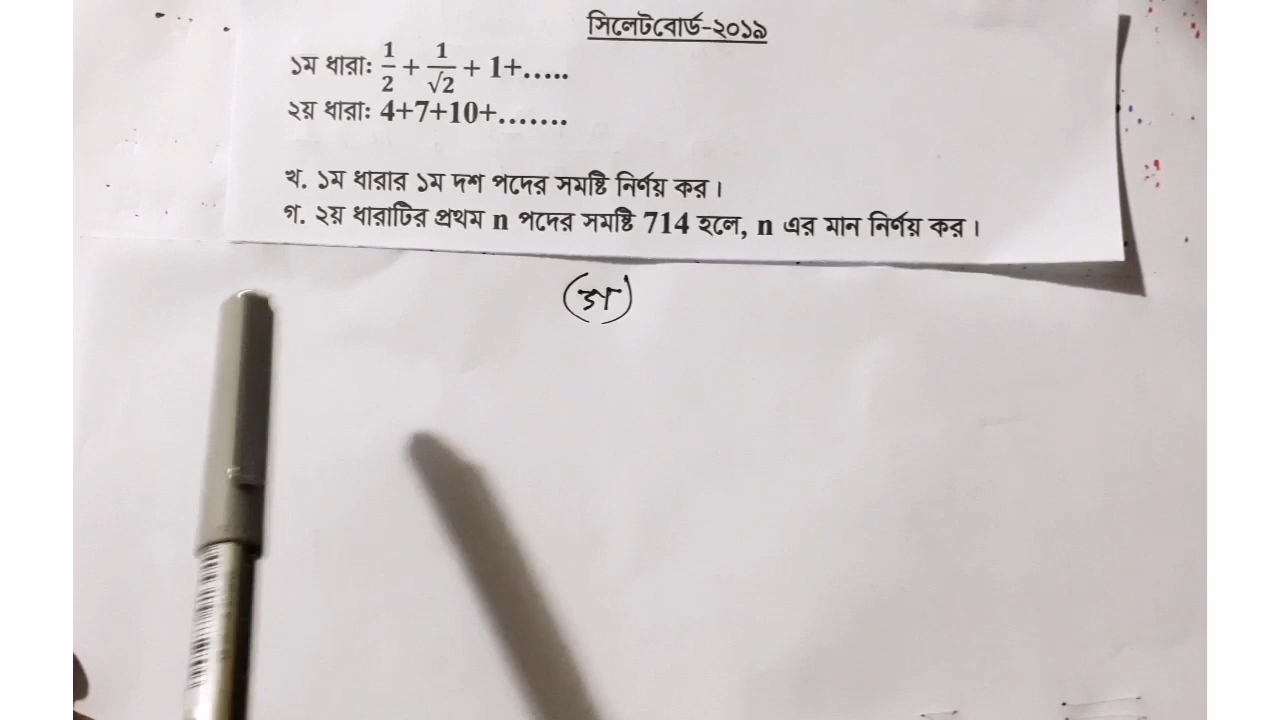 সিলেটবোর্ড-২০১৯
১ম ধারাঃ 1/2 + 1/√2 + 1+.....
২য় ধারাঃ 4+7+10+.......
খ. ১ম ধারার ১ম দশ পদের সমষ্টি নির্ণয় কর।
গ. ২য় ধারাটির প্রথম n পদের সমষ্টি 714 হলে, n এর মান নির্ণয় কর।